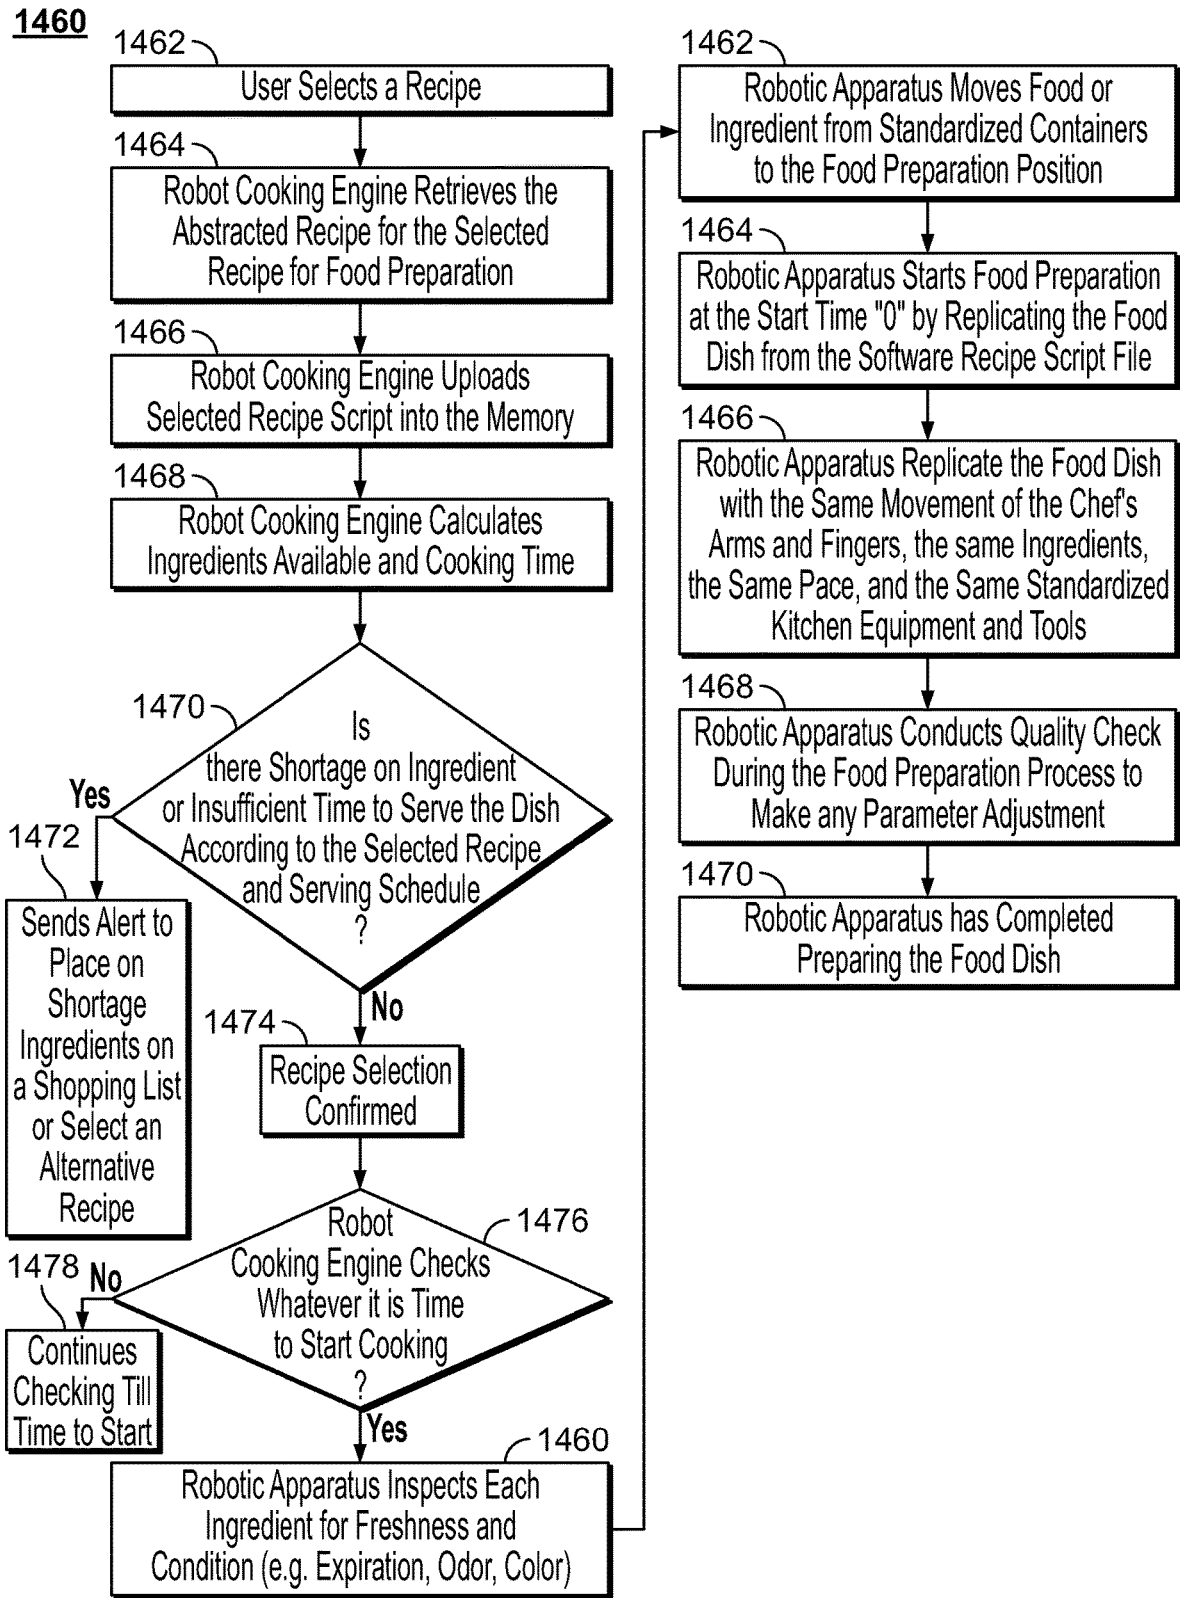 1460
1462
User Selects a Recipe
1464
Robot Cooking Engine Retrieves the
Abstracted Recipe for the Selected
Recipe for Food Preparation
1466
Robot Cooking Engine Uploads
Selected Recipe Script into the Memory
1468
Robot Cooking Engine Calculates
Ingredients Available and Cooking Time
1470
Is
there Shortage on Ingredient
or Insufficient Time to Serve the Dish
According to the Selected Recipe
and Serving Schedule
?
Yes
1472
Sends Alert to
Place on
Shortage
Ingredients on
a Shopping List
or Select an
Alternative
Recipe
No
1474
Recipe Selection
Confirmed
1476
Robot
Cooking Engine Checks
Whatever it is Time
to Start Cooking
?
No
1478
Continues
Checking Till
Time to Start
Yes
1460
Robotic Apparatus Inspects Each
Ingredient for Freshness and
Condition (e.g. Expiration, Odor, Color)
1462
Robotic Apparatus Moves Food or
Ingredient from Standardized Containers
to the Food Preparation Position
1464
Robotic Apparatus Starts Food Preparation
at the Start Time "0" by Replicating the Food
Dish from the Software Recipe Script File
1466
Robotic Apparatus Replicate the Food Dish
with the Same Movement of the Chef's
Arms and Fingers, the same Ingredients,
the Same Pace, and the Same Standardized
Kitchen Equipment and Tools
1468
Robotic Apparatus Conducts Quality Check
During the Food Preparation Process to
Make any Parameter Adjustment
1470
Robotic Apparatus has Completed
Preparing the Food Dish